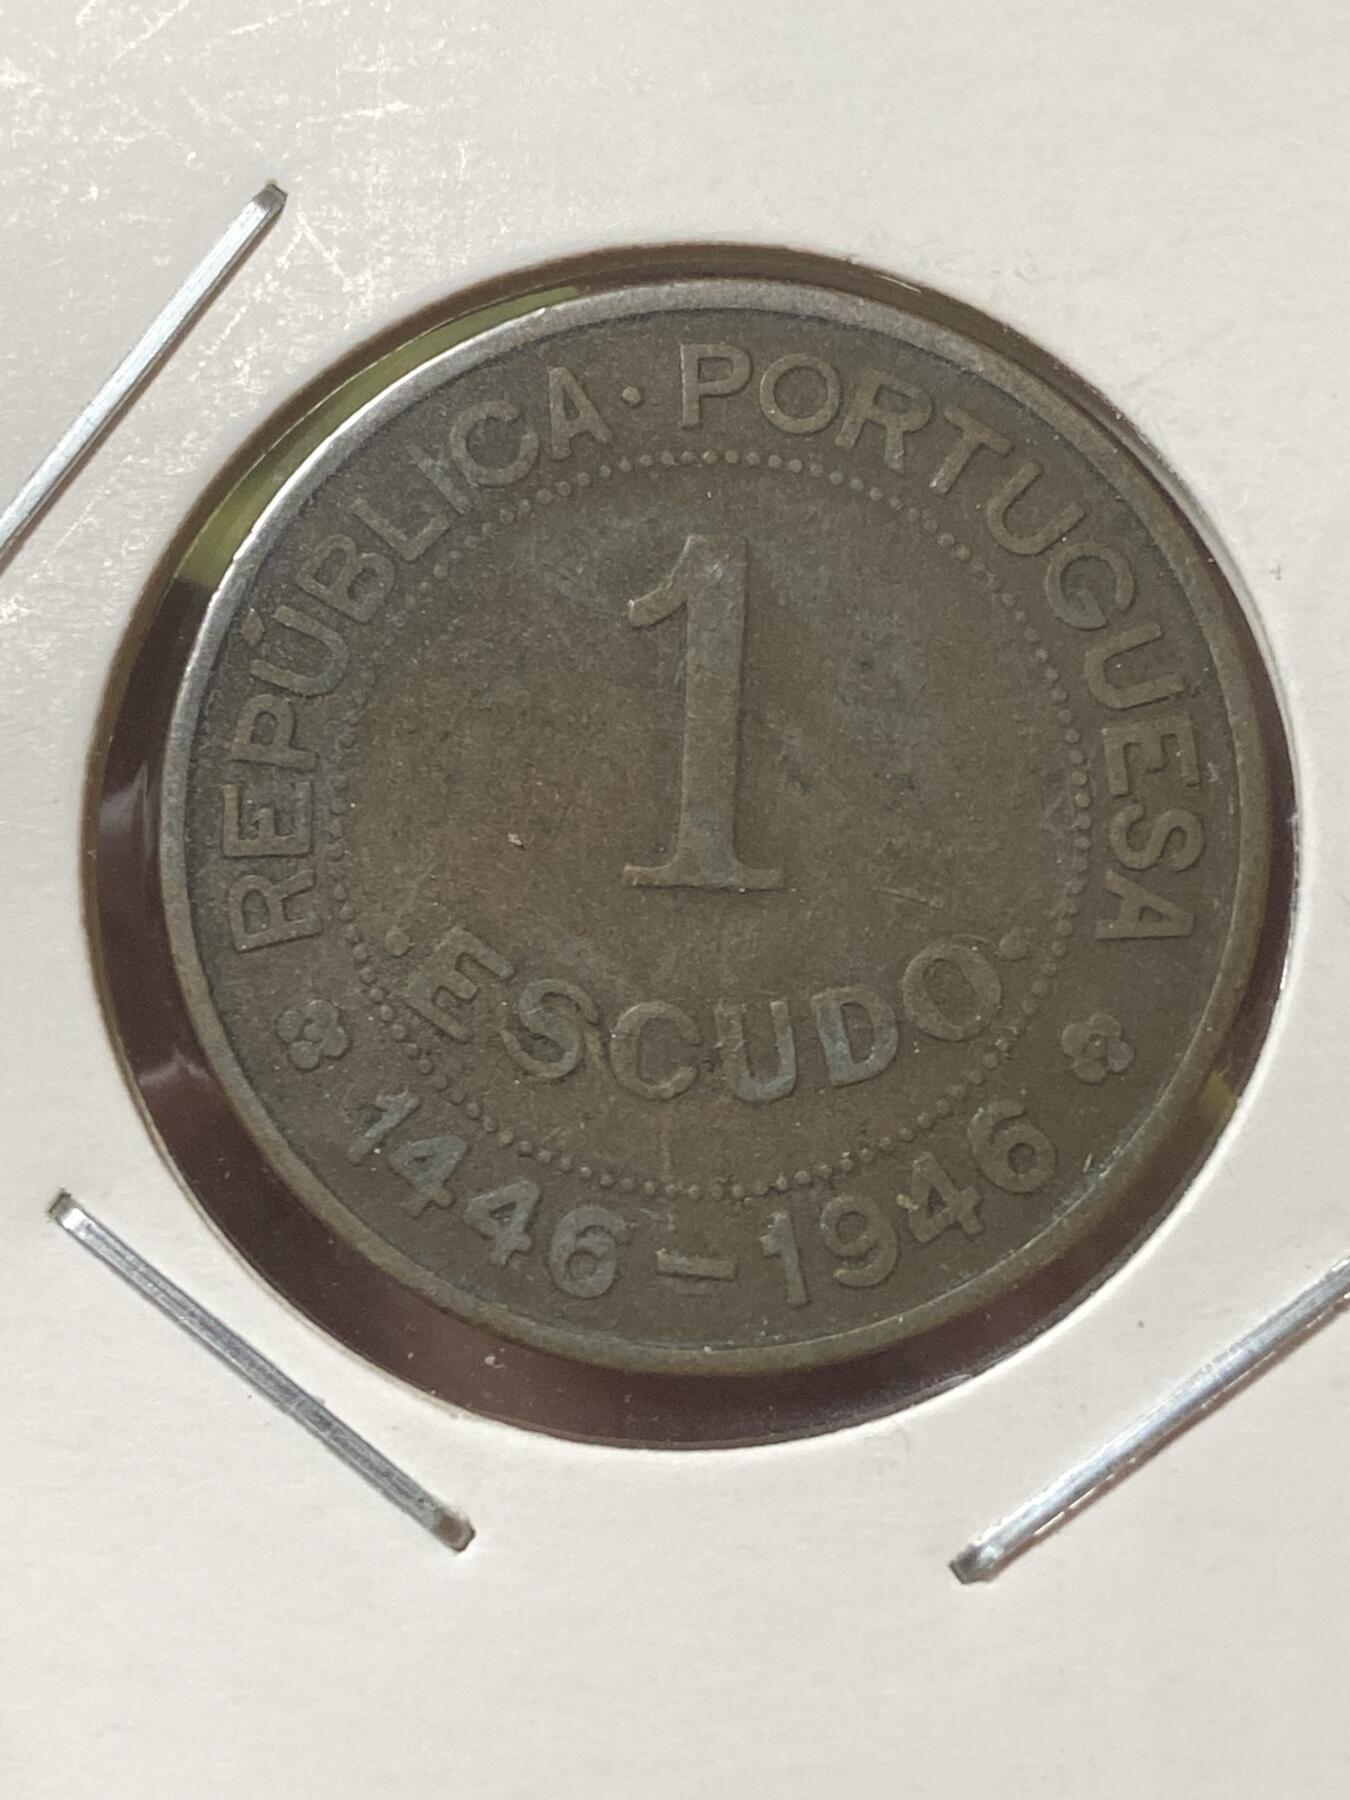 REPÚBLICA · PORTUGUESA
1
· ESCUDO ·
1446 – 1946